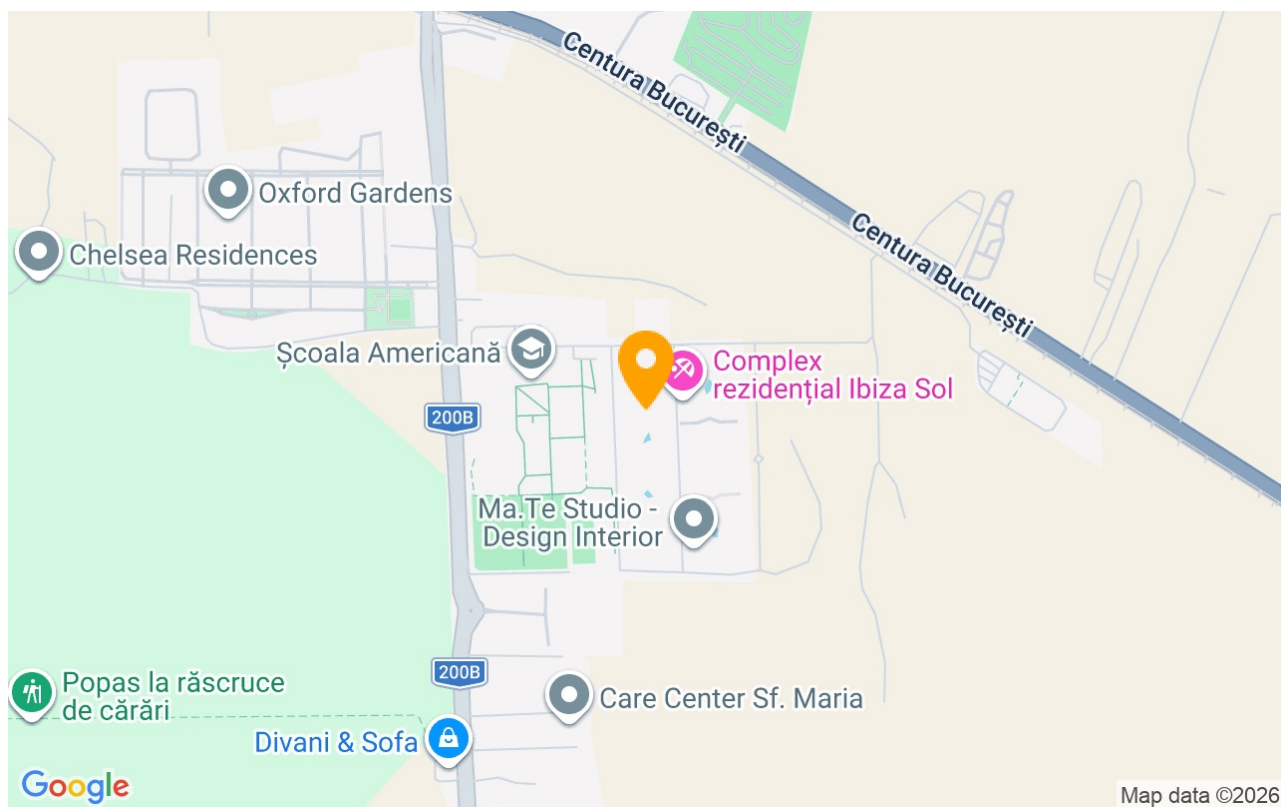 Centura București
Oxford Gardens
Chelsea Residences
Centura București
Școala Americană
Complex
rezidențial Ibiza Sol
200B
Ma.Te Studio -
Design Interior
200B
Popas la răscruce
de cărări
Care Center Sf. Maria
Divani & Sofa
Google
Map data ©2026